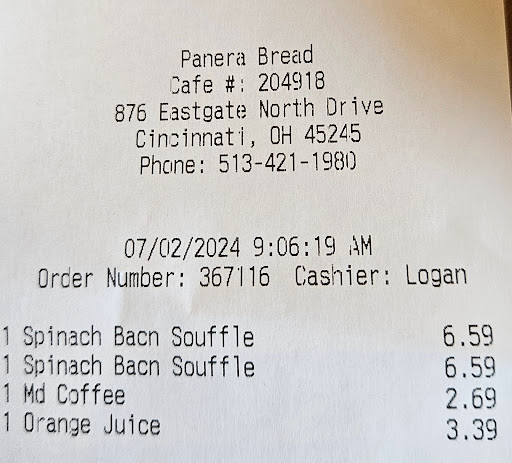 Panera Bread
Cafe #: 204918
876 Eastgate North Drive
Cincinnati, OH 45245
Phone: 513-421-1980
07/02/2024 9:06:19 AM
Order Number: 367116 Cashier: Logan
1 Spinach Bacn Souffle 6.59
1 Spinach Bacn Souffle 6.59
1 Md Coffee 2.69
1 Orange Juice 3.39